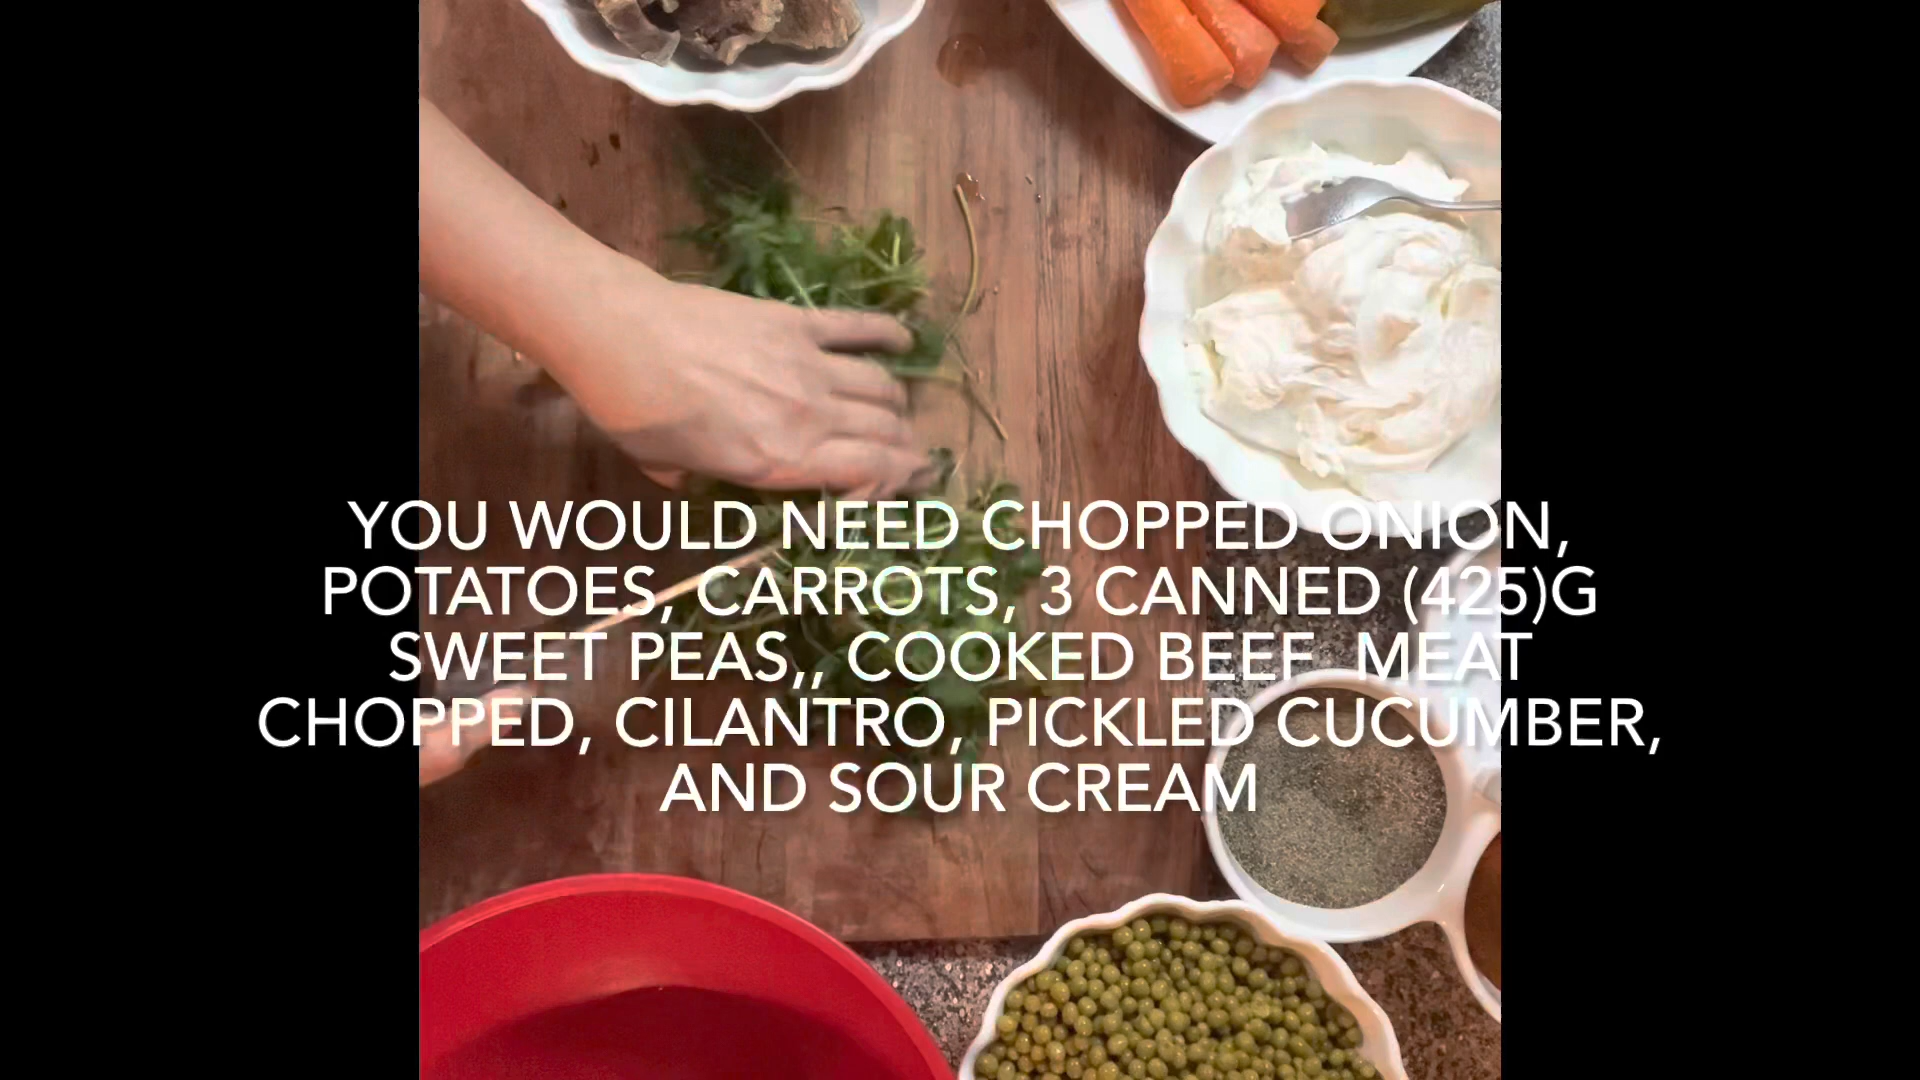 YOU WOULD NEED CHOPPED ONION,
POTATOES, CARROTS, 3 CANNED (425)G
SWEET PEAS,, COOKED BEEF  MEAT
CHOPPED, CILANTRO, PICKLED CUCUMBER,
AND SOUR CREAM